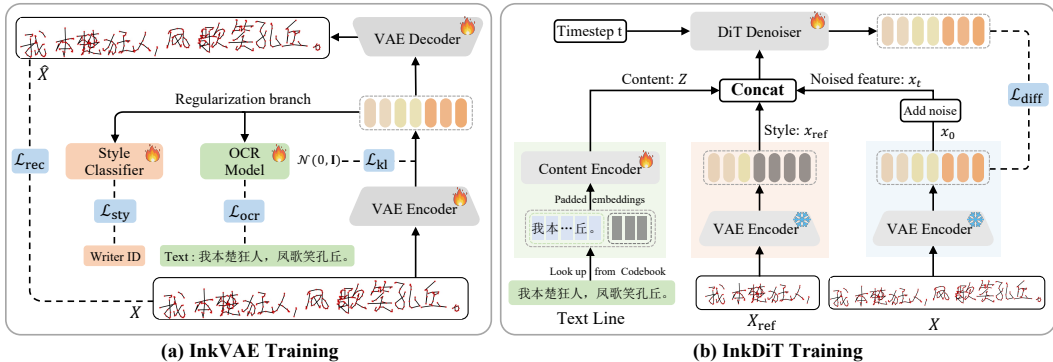 我本楚狂人,凤歌笑孔丘。
X̂
VAE Decoder
Regularization branch
ℒrec
Style Classifier
OCR Model
𝒩(0, I)
ℒkl
ℒsty
ℒocr
VAE Encoder
Writer ID
Text : 我本楚狂人,凤歌笑孔丘。
X
我本楚狂人,凤歌笑孔丘。
(a) InkVAE Training
Timestep t
DiT Denoiser
Content: Z
Concat
Noised feature: xt
ℒdiff
Add noise
Style: xref
x0
Content Encoder
Padded embeddings
我 本 … 丘 。
VAE Encoder
VAE Encoder
Look up from Codebook
我本楚狂人,凤歌笑孔丘。
我本楚狂人,
我本楚狂人,凤歌笑孔丘。
Text Line
Xref
X
(b) InkDiT Training